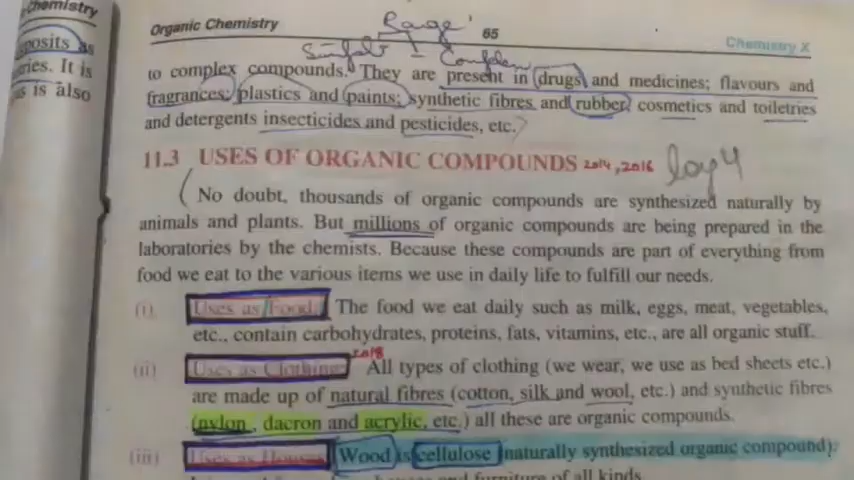 Chemistry
Organic Chemistry
65
Chemistry X
Range
posits as
ries. It is
is also
to complex compounds. They are present in drugs and medicines; flavours and
fragrances; plastics and paints; synthetic fibres and rubber, cosmetics and toiletries
and detergents insecticides and pesticides, etc.
11.3 USES OF ORGANIC COMPOUNDS 2014, 2016
No doubt, thousands of organic compounds are synthesized naturally by
animals and plants. But millions of organic compounds are being prepared in the
laboratories by the chemists. Because these compounds are part of everything from
food we eat to the various items we use in daily life to fulfill our needs.
(i) Uses as Food: The food we eat daily such as milk, eggs, meat, vegetables,
etc., contain carbohydrates, proteins, fats, vitamins, etc., are all organic stuff.
2018
(ii) Uses as Clothing: All types of clothing (we wear, we use as bed sheets etc.)
are made up of natural fibres (cotton, silk and wool, etc.) and synthetic fibres
(nylon, dacron and acrylic, etc.) all these are organic compounds.
(iii) Uses as Houses: Wood is cellulose (naturally synthesized organic compound).
and furniture of all kinds